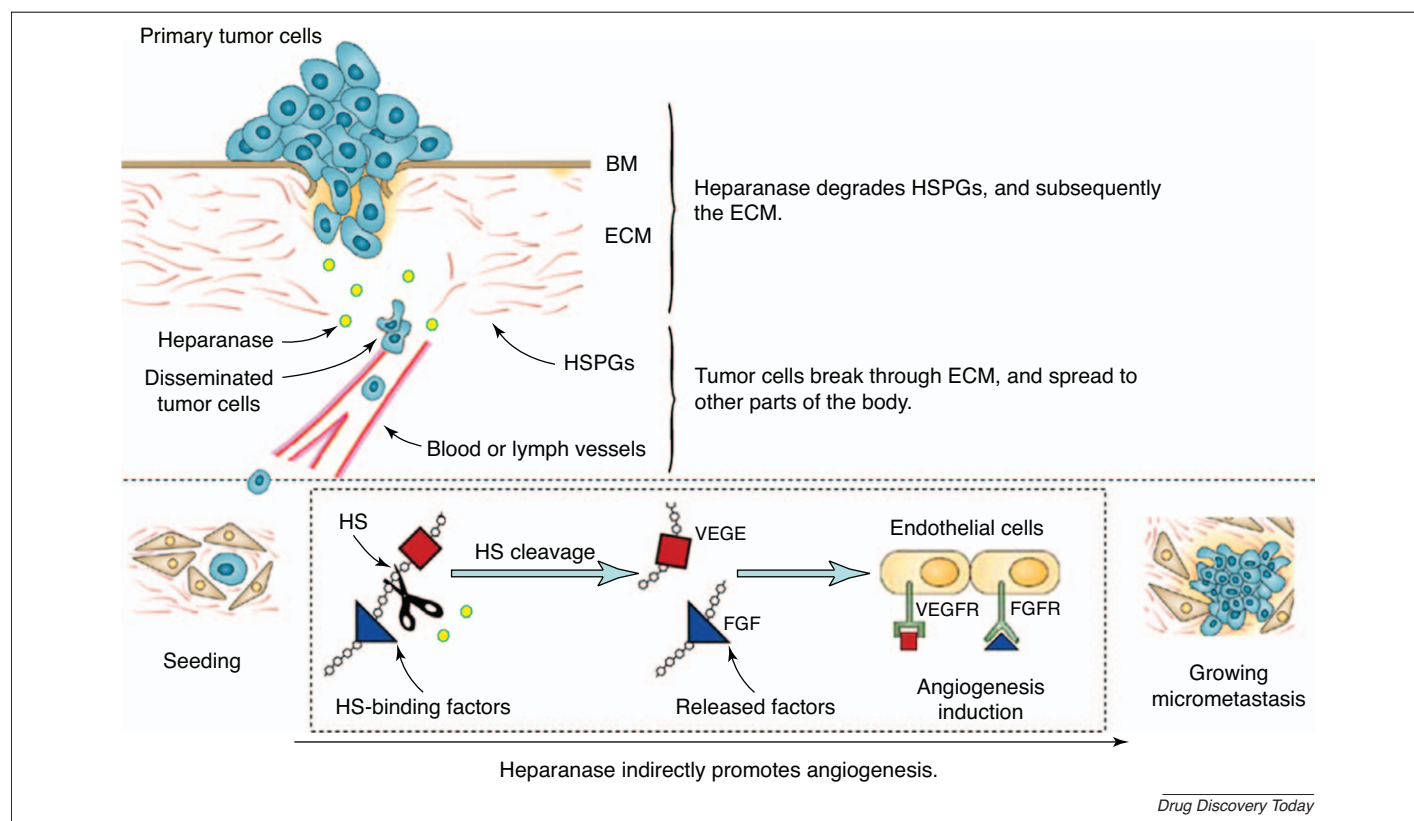 Primary tumor cells
BM
ECM
Heparanase degrades HSPGs, and subsequently
the ECM.
Heparanase
Disseminated
tumor cells
HSPGs
Blood or lymph vessels
Tumor cells break through ECM, and spread to
other parts of the body.
Seeding
HS
HS-binding factors
HS cleavage
VEGE
FGF
Released factors
Endothelial cells
VEGFR
FGFR
Angiogenesis
induction
Growing
micrometastasis
Heparanase indirectly promotes angiogenesis.
Drug Discovery Today